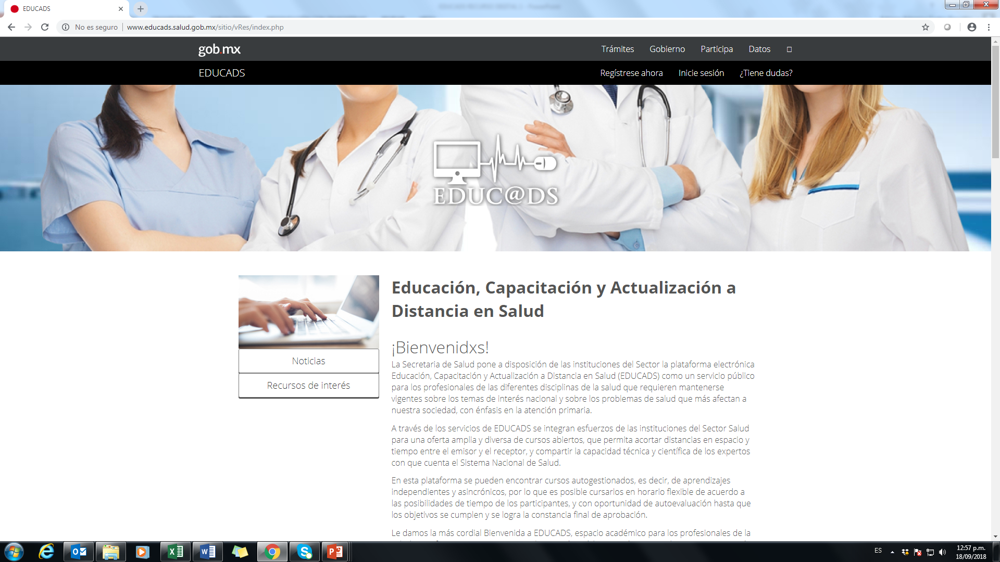 EDUCADS
No es seguro
www.educads.salud.gob.mx/sitio/vRes/index.php
gob.mx
Trámites Gobierno Participa Datos
EDUCADS
Regístrese ahora Inicie sesión ¿Tiene dudas?
EDUC@DS
Educación, Capacitación y Actualización a
Distancia en Salud
¡Bienvenidxs!
Noticias
Recursos de interés
La Secretaria de Salud pone a disposición de las instituciones del Sector la plataforma electrónica
Educación, Capacitación y Actualización a Distancia en Salud (EDUCADS) como un servicio público
para los profesionales de las diferentes disciplinas de la salud que requieren mantenerse
vigentes sobre los temas de interés nacional y sobre los problemas de salud que más afectan a
nuestra sociedad, con énfasis en la atención primaria.
A través de los servicios de EDUCADS se integran esfuerzos de las instituciones del Sector Salud
para una oferta amplia y diversa de cursos abiertos, que permita acortar distancias en espacio y
tiempo entre el emisor y el receptor, y compartir la capacidad técnica y científica de los expertos
con que cuenta el Sistema Nacional de Salud.
En esta plataforma se pueden encontrar cursos autogestionados, es decir, de aprendizajes
independientes y asincrónicos, por lo que es posible cursarlos en horario flexible de acuerdo a
las posibilidades de tiempo de los participantes, y con oportunidad de autoevaluación hasta que
los objetivos se cumplen y se logra la constancia final de aprobación.
Le damos la más cordial Bienvenida a EDUCADS, espacio académico para los profesionales de la
ES
12:57 p.m.
18/09/2018